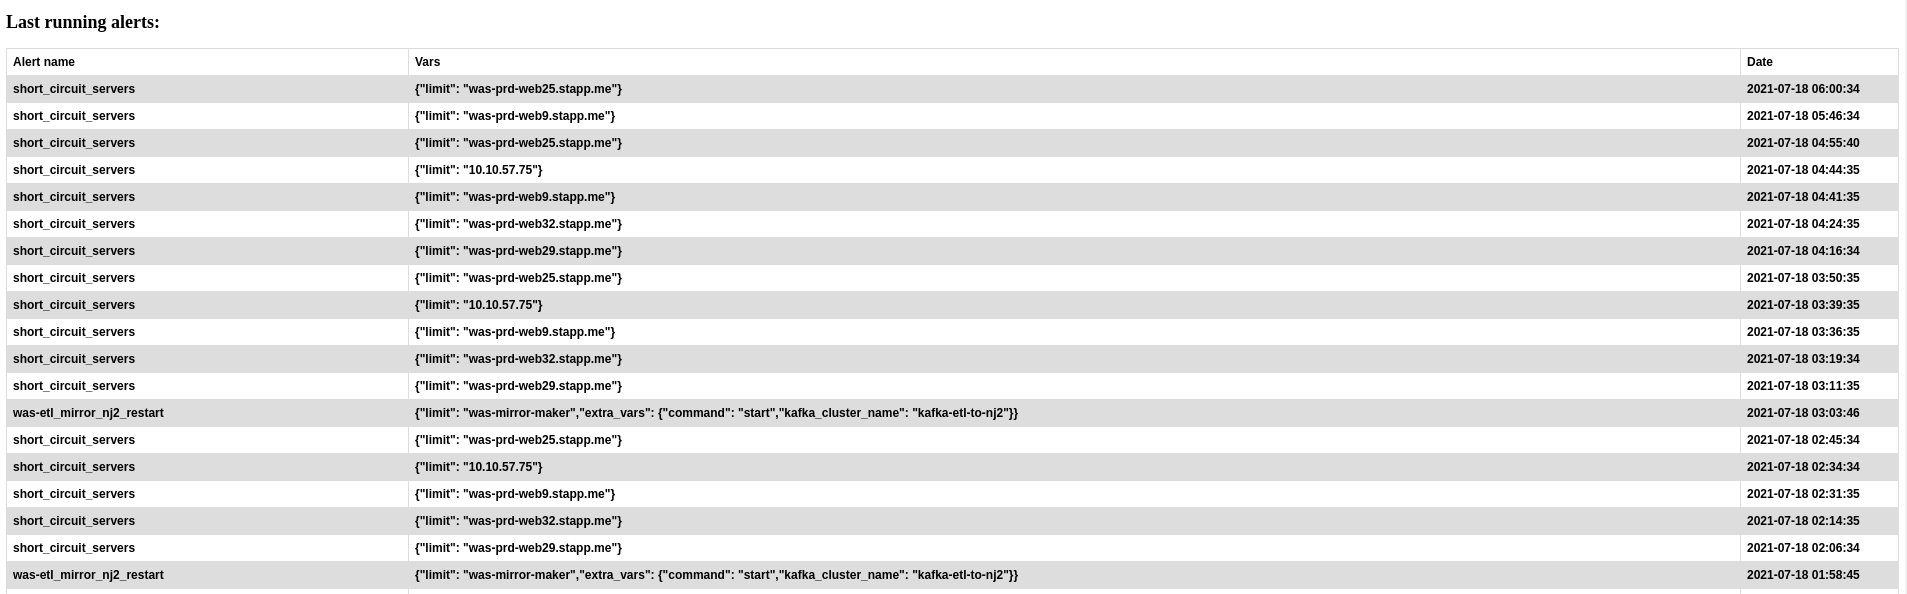 Last running alerts:
Alert name Vars Date
short_circuit_servers {"limit": "was-prd-web25.stapp.me"} 2021-07-18 06:00:34
short_circuit_servers {"limit": "was-prd-web9.stapp.me"} 2021-07-18 05:46:34
short_circuit_servers {"limit": "was-prd-web25.stapp.me"} 2021-07-18 04:55:40
short_circuit_servers {"limit": "10.10.57.75"} 2021-07-18 04:44:35
short_circuit_servers {"limit": "was-prd-web9.stapp.me"} 2021-07-18 04:41:35
short_circuit_servers {"limit": "was-prd-web32.stapp.me"} 2021-07-18 04:24:35
short_circuit_servers {"limit": "was-prd-web29.stapp.me"} 2021-07-18 04:16:34
short_circuit_servers {"limit": "was-prd-web25.stapp.me"} 2021-07-18 03:50:35
short_circuit_servers {"limit": "10.10.57.75"} 2021-07-18 03:39:35
short_circuit_servers {"limit": "was-prd-web9.stapp.me"} 2021-07-18 03:36:35
short_circuit_servers {"limit": "was-prd-web32.stapp.me"} 2021-07-18 03:19:34
short_circuit_servers {"limit": "was-prd-web29.stapp.me"} 2021-07-18 03:11:35
was-etl_mirror_nj2_restart {"limit": "was-mirror-maker","extra_vars": {"command": "start","kafka_cluster_name": "kafka-etl-to-nj2"}} 2021-07-18 03:03:46
short_circuit_servers {"limit": "was-prd-web25.stapp.me"} 2021-07-18 02:45:34
short_circuit_servers {"limit": "10.10.57.75"} 2021-07-18 02:34:34
short_circuit_servers {"limit": "was-prd-web9.stapp.me"} 2021-07-18 02:31:35
short_circuit_servers {"limit": "was-prd-web32.stapp.me"} 2021-07-18 02:14:35
short_circuit_servers {"limit": "was-prd-web29.stapp.me"} 2021-07-18 02:06:34
was-etl_mirror_nj2_restart {"limit": "was-mirror-maker","extra_vars": {"command": "start","kafka_cluster_name": "kafka-etl-to-nj2"}} 2021-07-18 01:58:45